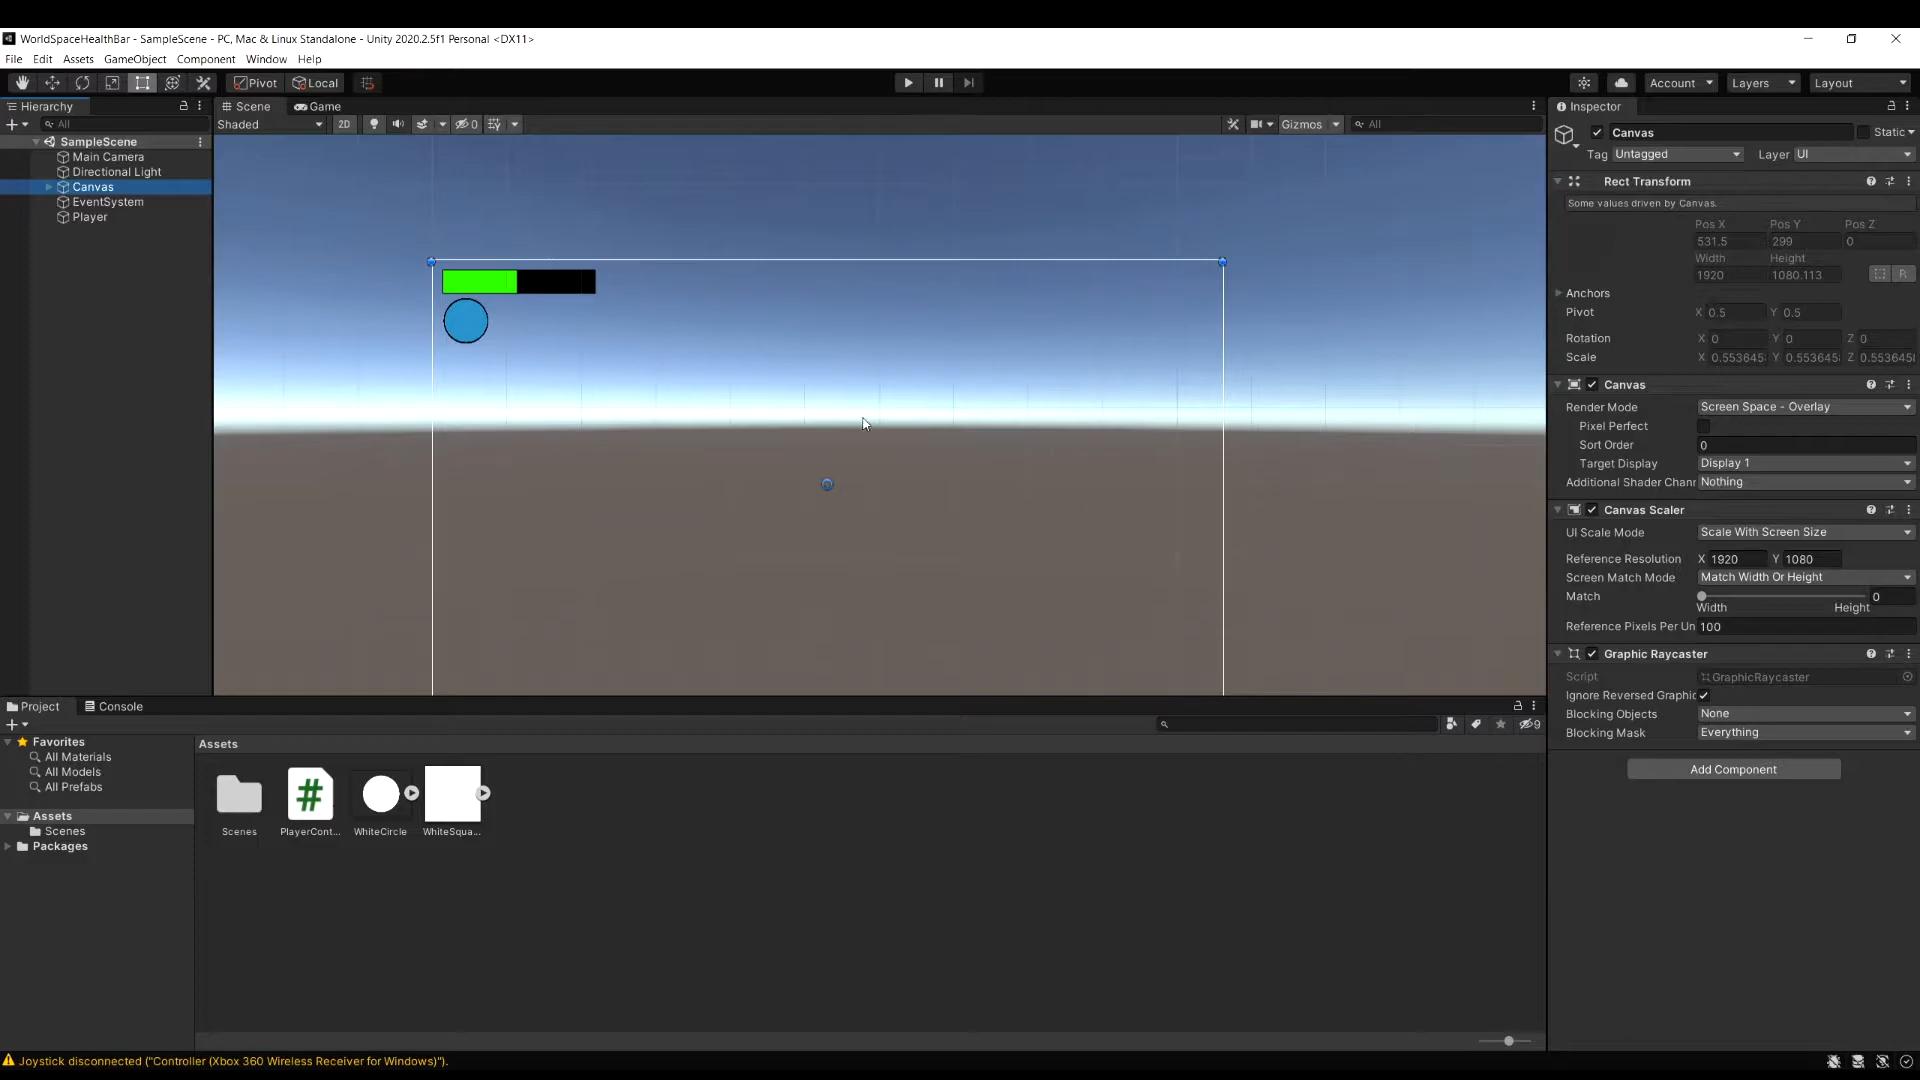 WorldSpaceHealthBar - SampleScene - PC, Mac & Linux Standalone - Unity 2020.2.5f1 Personal <DX11>
File Edit Assets GameObject Component Window Help
Pivot Local Account Layers Layout
Hierarchy
All
SampleScene
Main Camera
Directional Light
Canvas
EventSystem
Player
Scene Game
Shaded 2D 0 Gizmos All
Inspector
Canvas Static
Tag Untagged Layer UI
Rect Transform
Some values driven by Canvas.
Pos X Pos Y Pos Z
531.5 299 0
Width Height
1920 1080.113 R
Anchors
Pivot X 0.5 Y 0.5
Rotation X 0 Y 0 Z 0
Scale X 0.553645 Y 0.553645 Z 0.553645
Canvas
Render Mode Screen Space - Overlay
Pixel Perfect
Sort Order 0
Target Display Display 1
Additional Shader Chanr Nothing
Canvas Scaler
UI Scale Mode Scale With Screen Size
Reference Resolution X 1920 Y 1080
Screen Match Mode Match Width Or Height
Match 0
Width Height
Reference Pixels Per Un 100
Graphic Raycaster
Script GraphicRaycaster
Ignore Reversed Graphic
Blocking Objects None
Blocking Mask Everything
Add Component
Project Console
9
Favorites
All Materials
All Models
All Prefabs
Assets
Scenes
Packages
Assets
Scenes PlayerCont... WhiteCircle WhiteSqua...
Joystick disconnected ("Controller (Xbox 360 Wireless Receiver for Windows)").